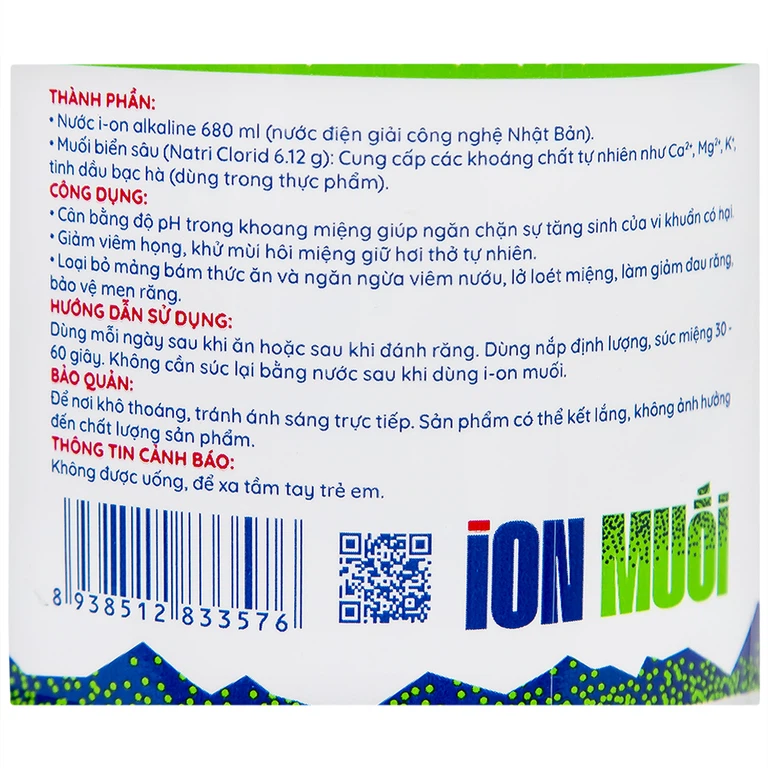 THÀNH PHẦN:
• Nước i-on alkaline 680 ml (nước điện giải công nghệ Nhật Bản).
• Muối biển sâu (Natri Clorid 6.12 g): Cung cấp các khoáng chất tự nhiên như Ca²⁺, Mg²⁺, K⁺,
tinh dầu bạc hà (dùng trong thực phẩm).
CÔNG DỤNG:
• Cân bằng độ pH trong khoang miệng giúp ngăn chặn sự tăng sinh của vi khuẩn có hại.
• Giảm viêm họng, khử mùi hôi miệng giữ hơi thở tự nhiên.
• Loại bỏ mảng bám thức ăn và ngăn ngừa viêm nướu, lở loét miệng, làm giảm đau răng,
bảo vệ men răng.
HƯỚNG DẪN SỬ DỤNG:
Dùng mỗi ngày sau khi ăn hoặc sau khi đánh răng. Dùng nắp định lượng, súc miệng 30 -
60 giây. Không cần súc lại bằng nước sau khi dùng i-on muối.
BẢO QUẢN:
Để nơi khô thoáng, tránh ánh sáng trực tiếp. Sản phẩm có thể kết lắng, không ảnh hưởng
đến chất lượng sản phẩm.
THÔNG TIN CẢNH BÁO:
Không được uống, để xa tầm tay trẻ em.
iON MUỐI
8 938512 833576